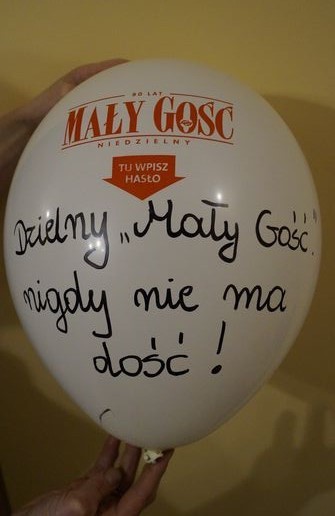 90 LAT
MAŁY GOŚĆ
NIEDZIELNY
TU WPISZ
HASŁO
Dzielny „Mały Gość"
nigdy nie ma
dość!